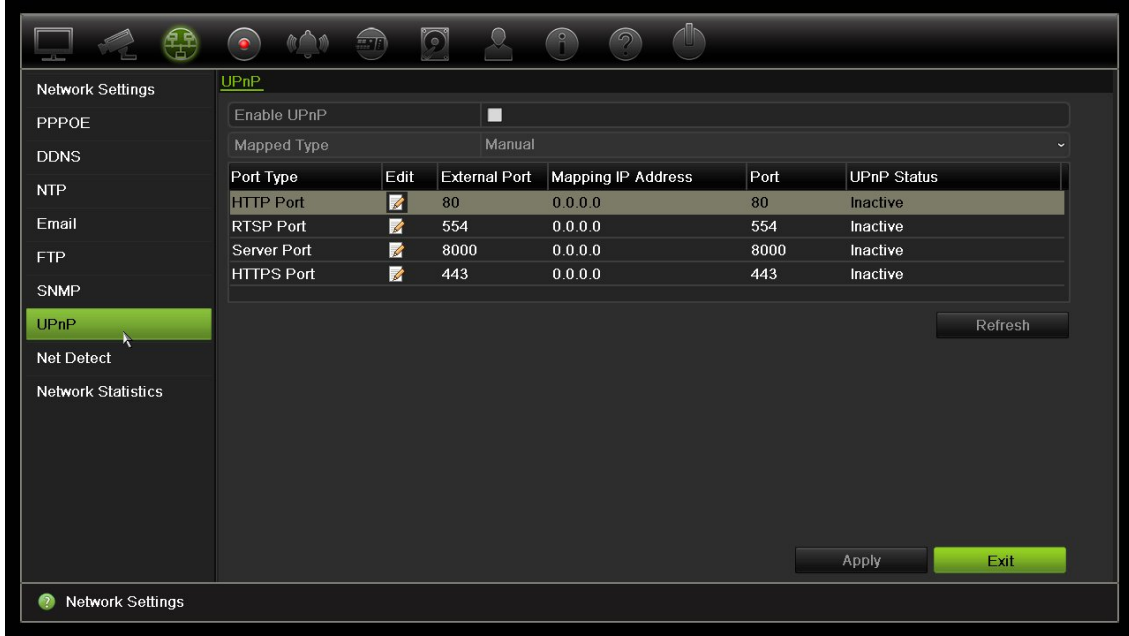 Network Settings
PPPOE
DDNS
NTP
Email
FTP
SNMP
UPnP
Net Detect
Network Statistics
UPnP
Enable UPnP
Mapped Type Manual
Port Type Edit External Port Mapping IP Address Port UPnP Status
HTTP Port 80 0.0.0.0 80 Inactive
RTSP Port 554 0.0.0.0 554 Inactive
Server Port 8000 0.0.0.0 8000 Inactive
HTTPS Port 443 0.0.0.0 443 Inactive
Refresh
Apply Exit
? Network Settings